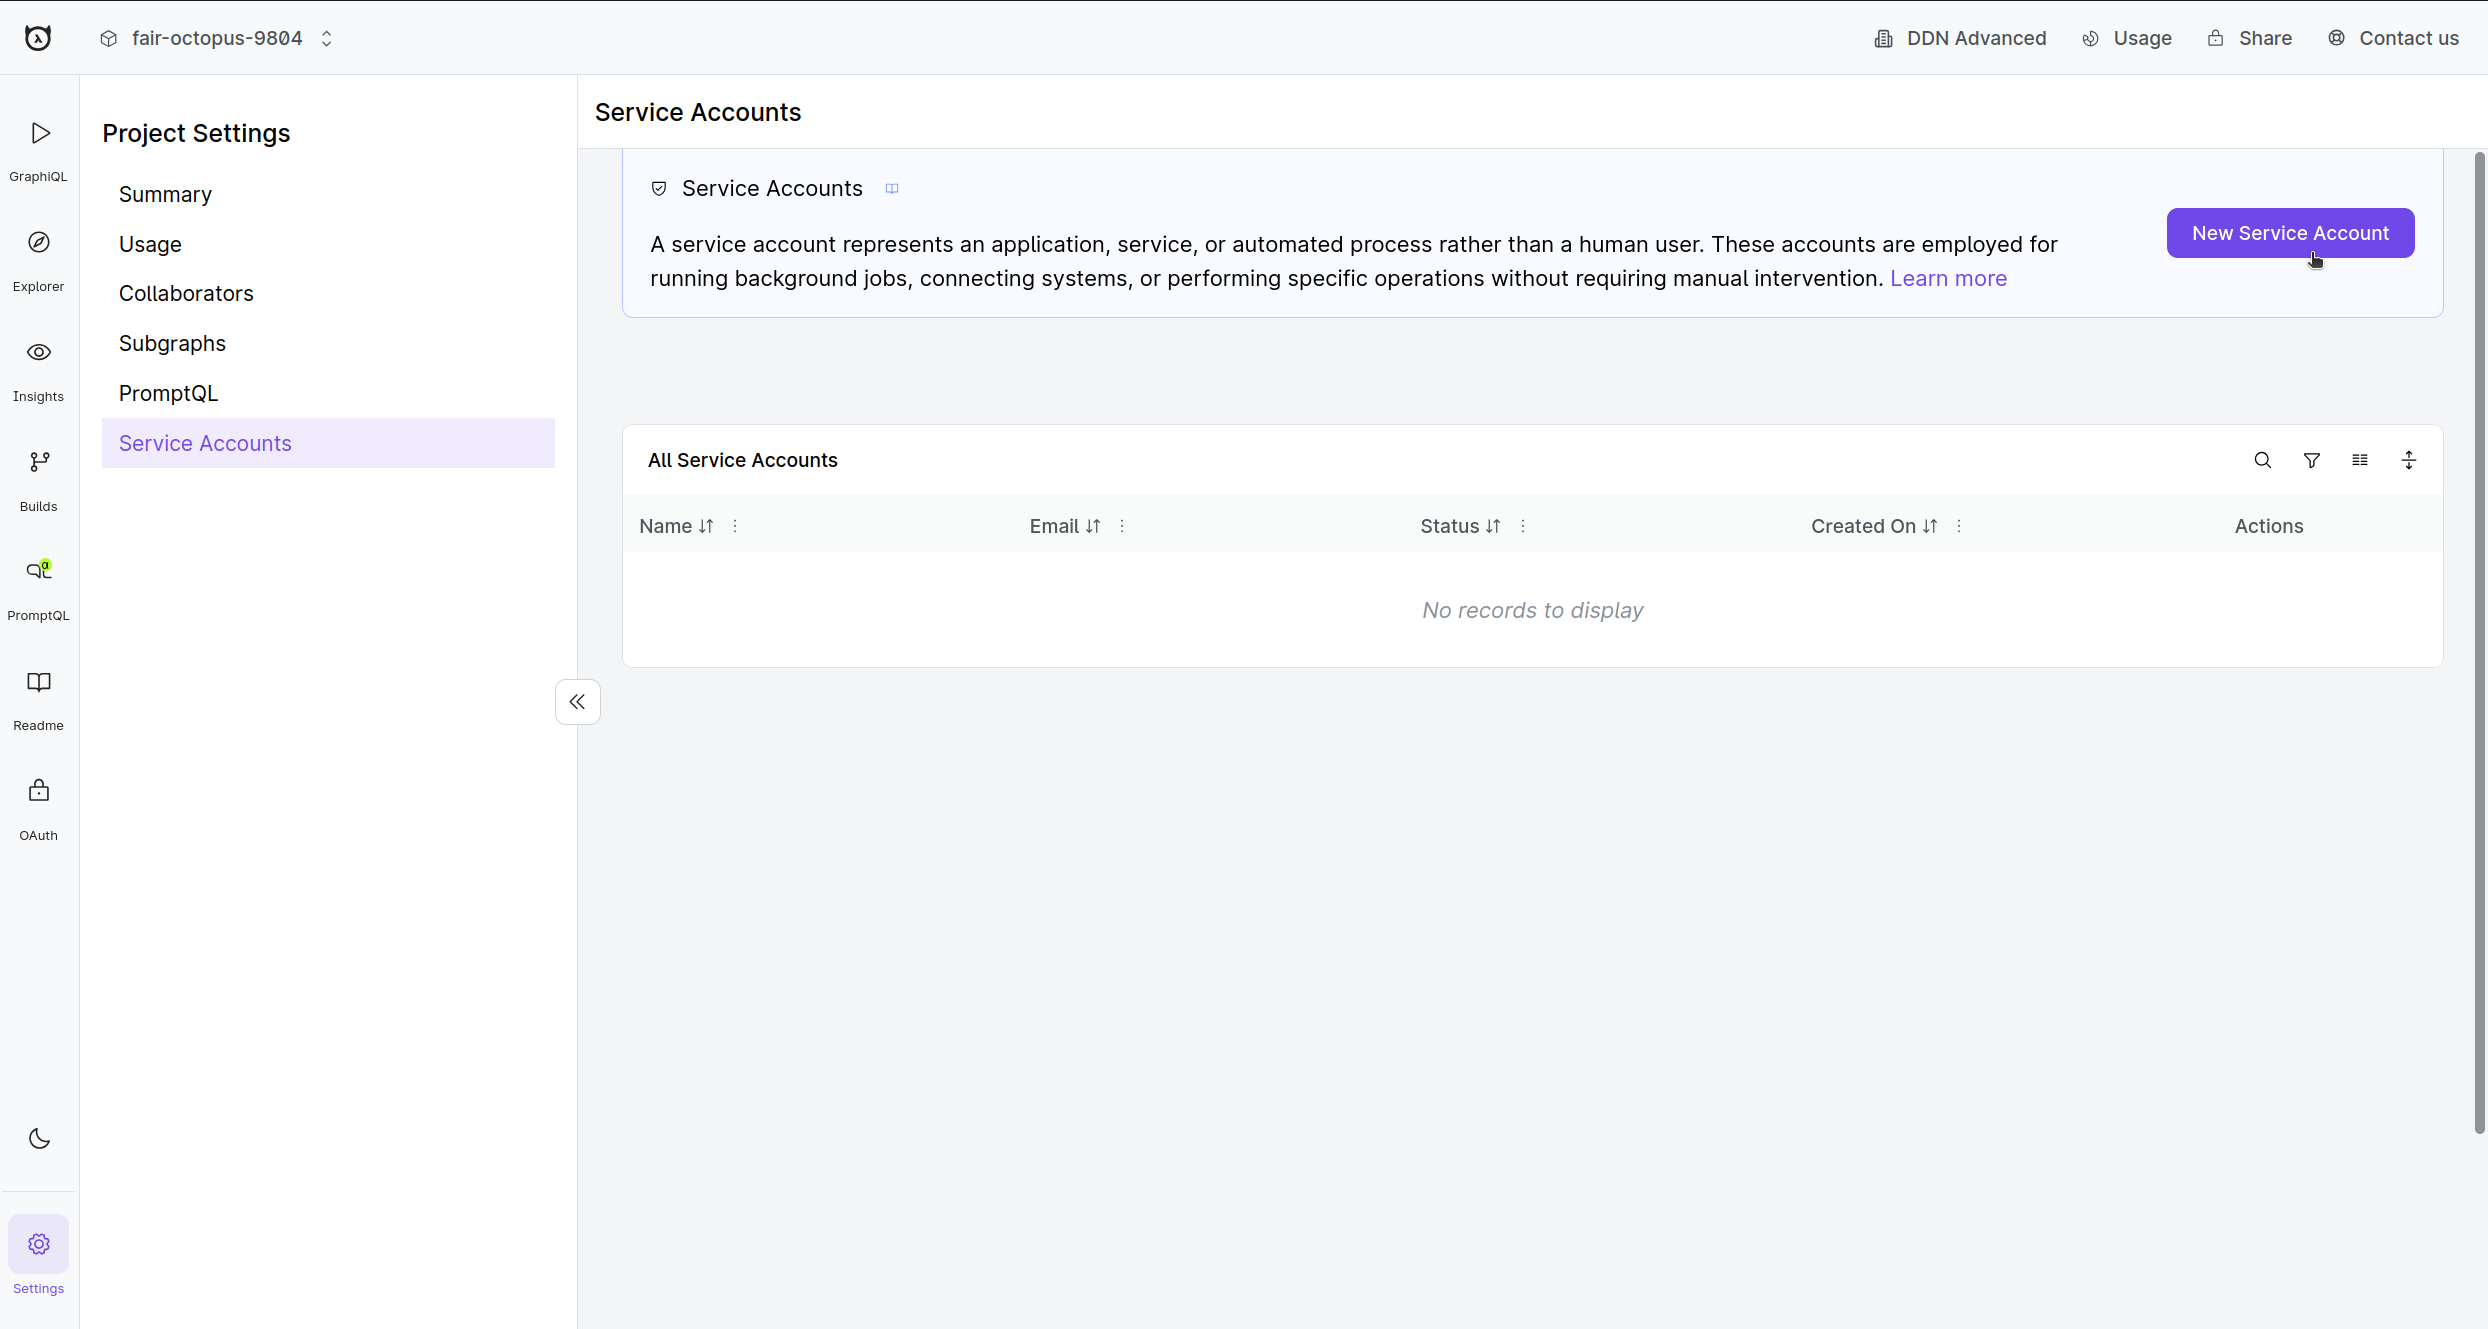 fair-octopus-9804
DDN Advanced
Usage
Share
Contact us
GraphiQL
Explorer
Insights
Builds
α
PromptQL
Readme
OAuth
Settings
Project Settings
Summary
Usage
Collaborators
Subgraphs
PromptQL
Service Accounts
Service Accounts
Service Accounts
A service account represents an application, service, or automated process rather than a human user. These accounts are employed for
running background jobs, connecting systems, or performing specific operations without requiring manual intervention. Learn more
New Service Account
All Service Accounts
Name Email Status Created On Actions
No records to display